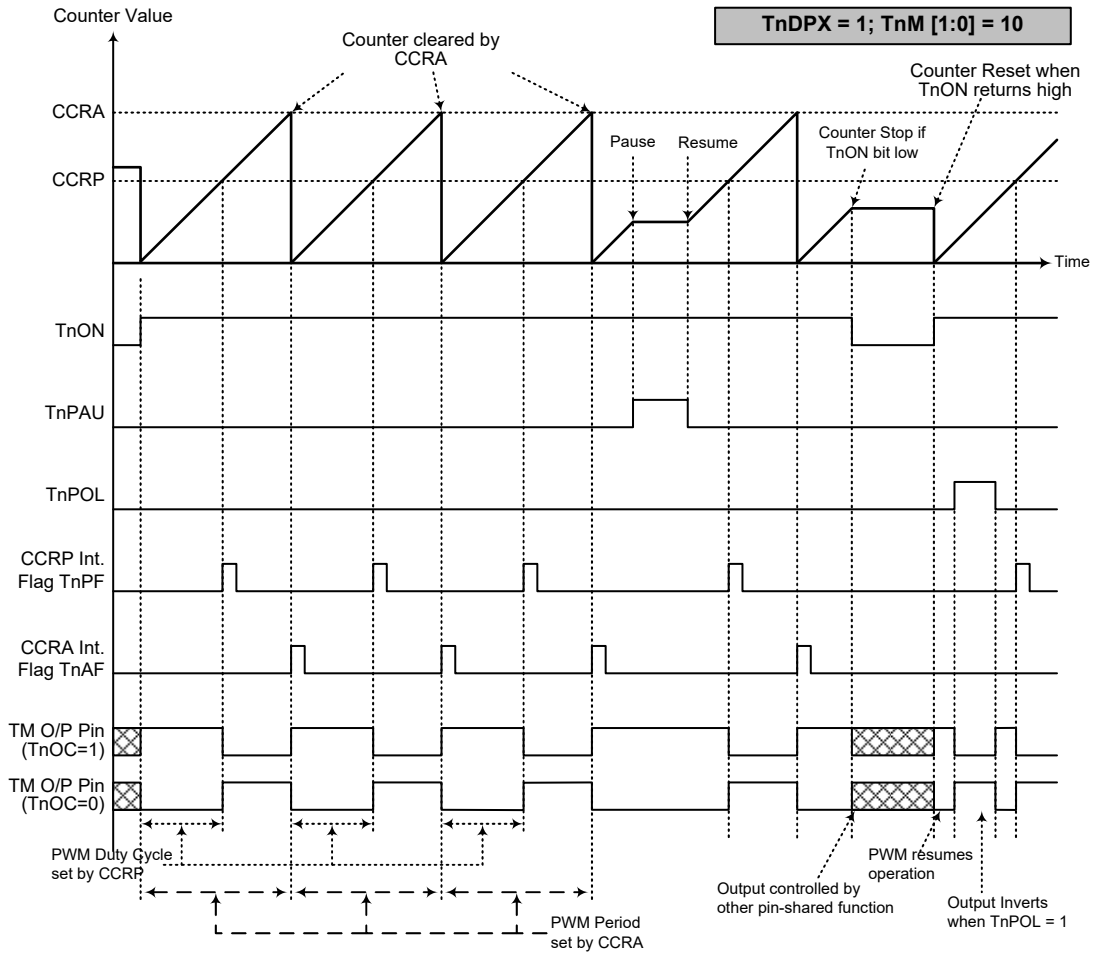 Counter Value
TnDPX = 1; TnM [1:0] = 10
Counter cleared by
CCRA
Counter Reset when
TnON returns high
CCRA
Pause
Resume
Counter Stop if
TnON bit low
CCRP
Time
TnON
TnPAU
TnPOL
CCRP Int.
Flag TnPF
CCRA Int.
Flag TnAF
TM O/P Pin
(TnOC=1)
TM O/P Pin
(TnOC=0)
PWM Duty Cycle
set by CCRP
PWM resumes
operation
Output controlled by
other pin-shared function
Output Inverts
when TnPOL = 1
PWM Period
set by CCRA